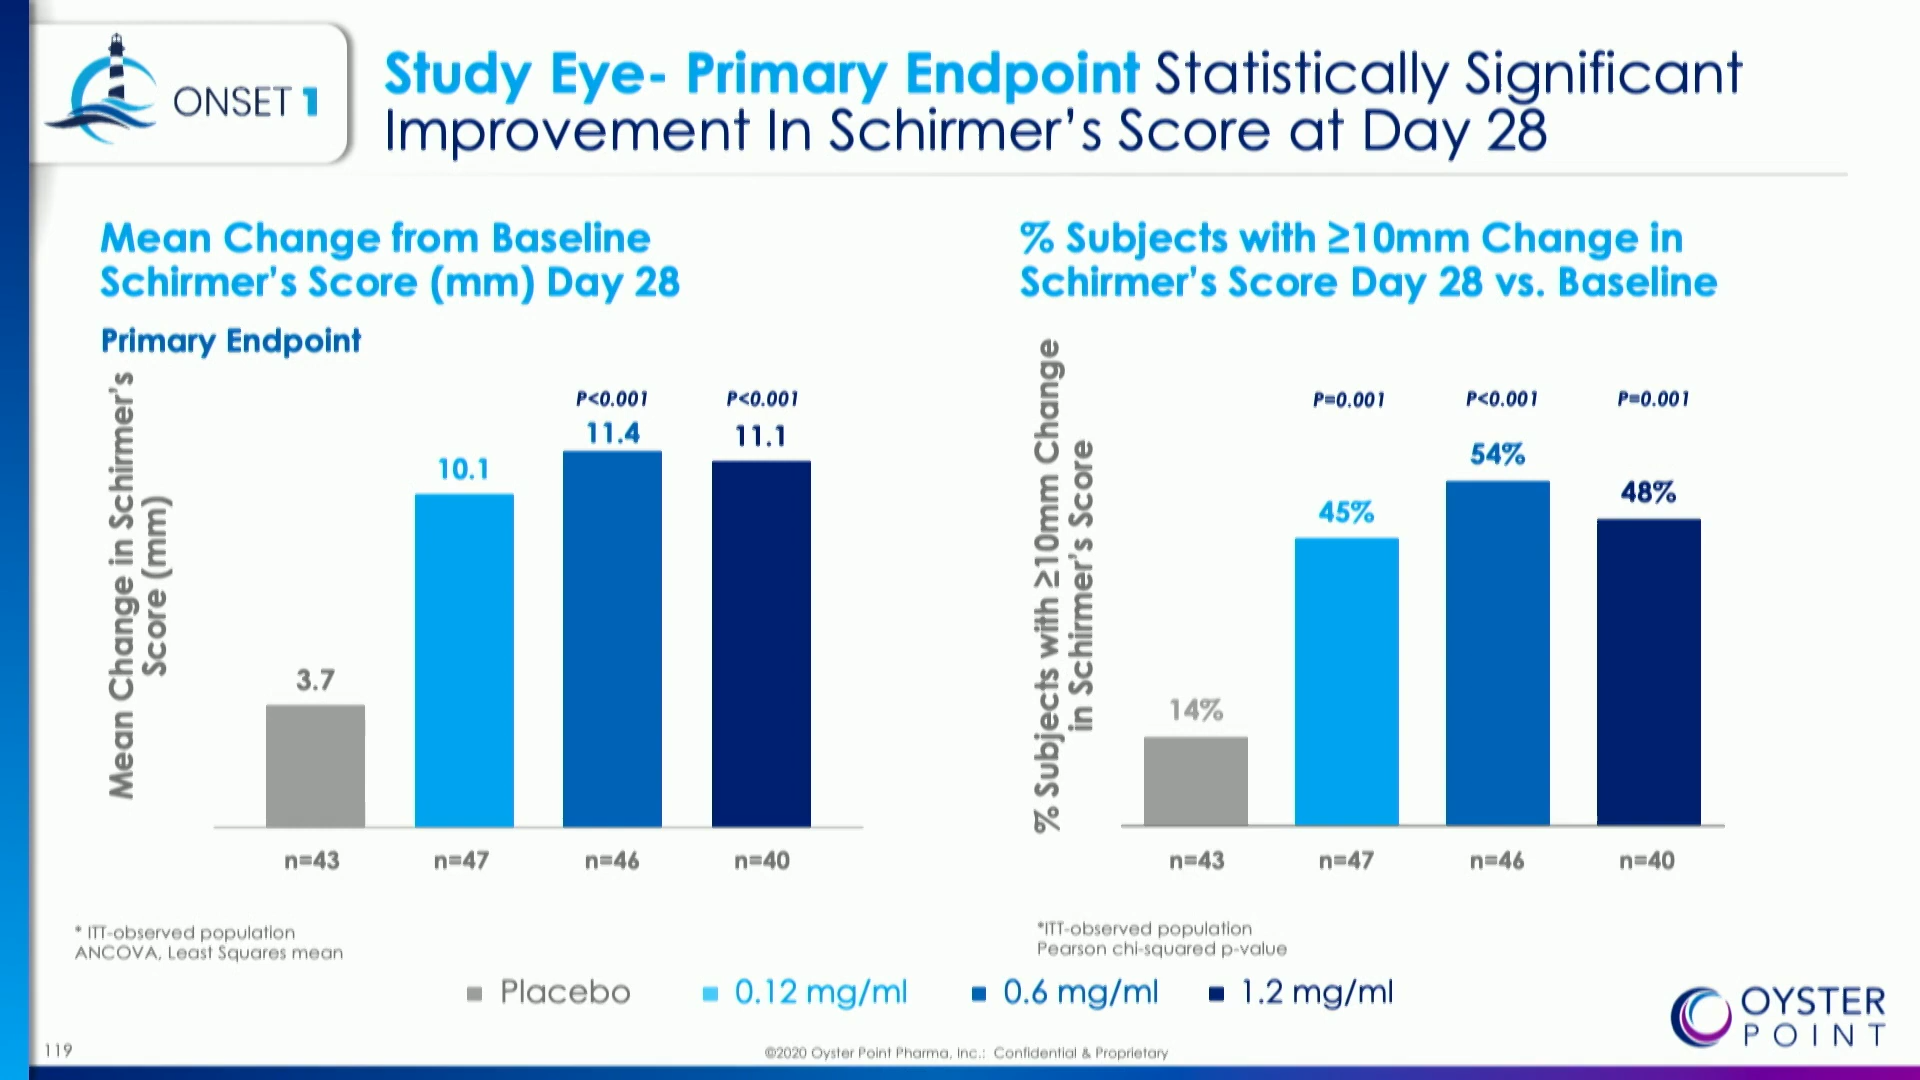 ONSET 1
Study Eye- Primary Endpoint Statistically Significant
Improvement In Schirmer's Score at Day 28
Mean Change from Baseline
Schirmer's Score (mm) Day 28
Primary Endpoint
Mean Change in Schirmer's
Score (mm)
P<0.001
P<0.001
3.7
10.1
11.4
11.1
n=43
n=47
n=46
n=40
* ITT-observed population
ANCOVA, Least Squares mean
% Subjects with ≥10mm Change in
Schirmer's Score Day 28 vs. Baseline
% Subjects with ≥10mm Change
in Schirmer's Score
P=0.001
P<0.001
P=0.001
14%
45%
54%
48%
n=43
n=47
n=46
n=40
*ITT-observed population
Pearson chi-squared p-value
Placebo
0.12 mg/ml
0.6 mg/ml
1.2 mg/ml
OYSTER
POINT
119
©2020 Oyster Point Pharma, Inc.: Confidential & Proprietary